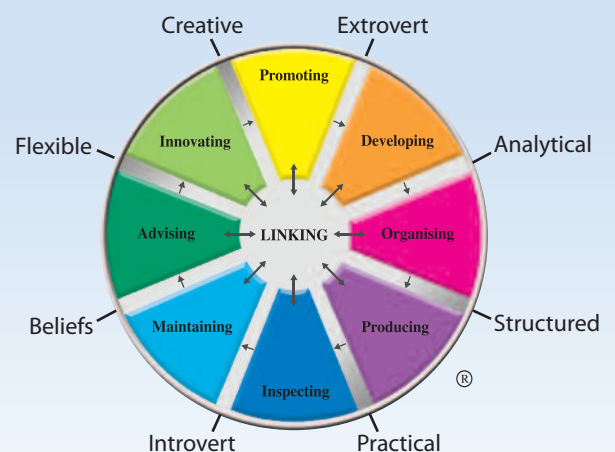 Creative
Extrovert
Promoting
Innovating
Developing
Flexible
Analytical
Advising
LINKING
Organising
Beliefs
Maintaining
Producing
Structured
®
Inspecting
Introvert
Practical